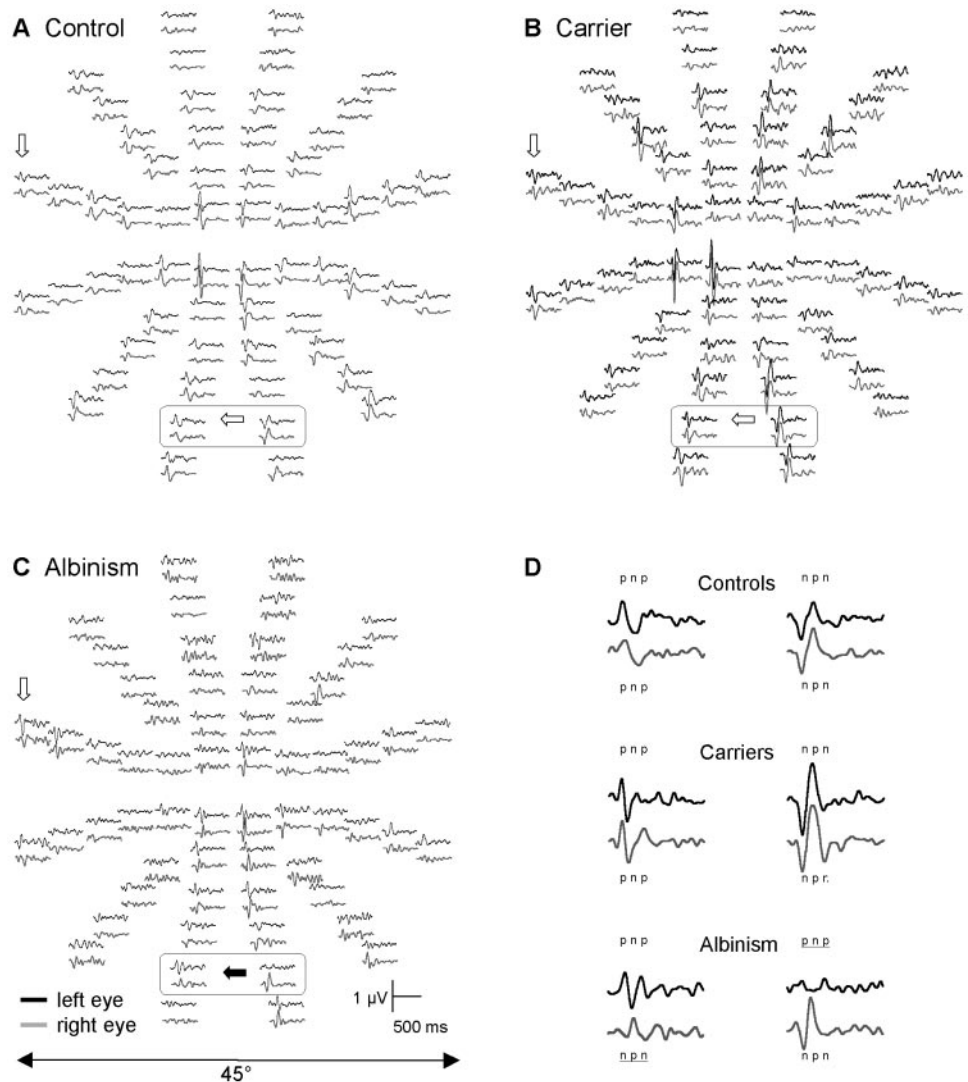 A Control
B Carrier
C Albinism
left eye
right eye
1 µV
500 ms
45°
D
p n p
Controls
n p n
p n p
n p n
p n p
Carriers
n p n
p n p
n p r.
p n p
Albinism
p n p
n p n
n p n